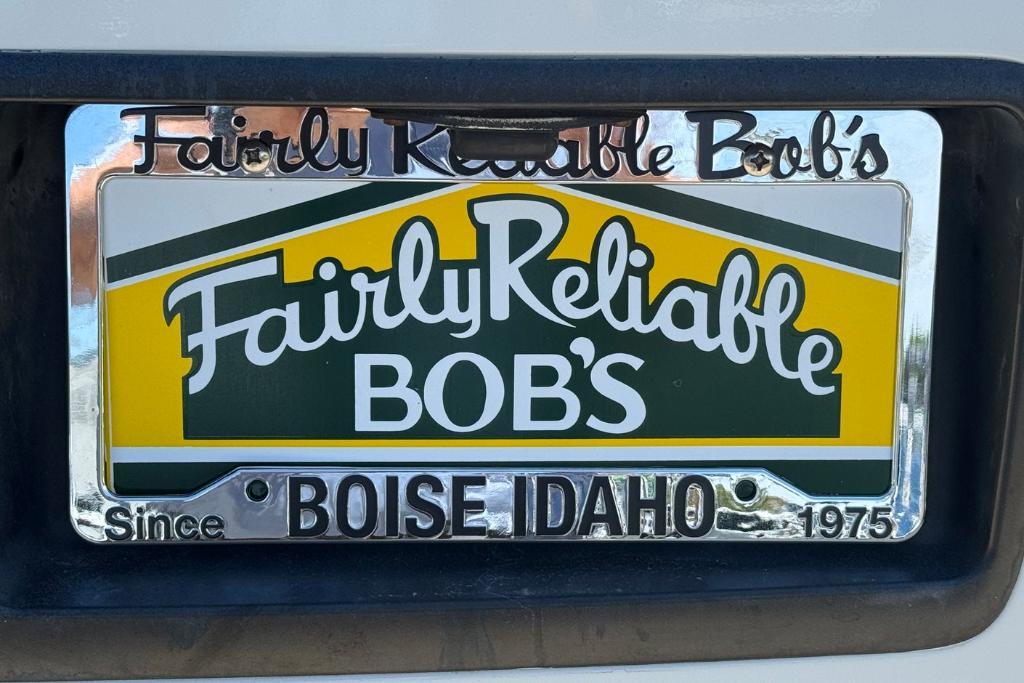 Fairly Reliable Bob's
Fairly Reliable
BOB'S
BOISE IDAHO
Since 1975